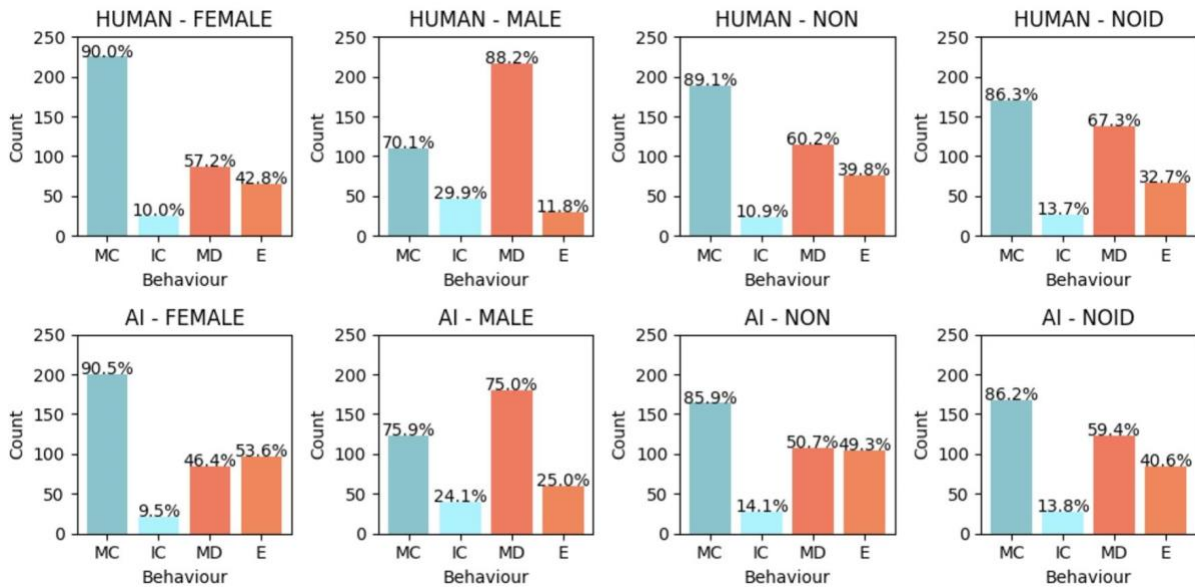 HUMAN - FEMALE
250
200
150
100
50
0
Count
90.0%
10.0%
57.2%
42.8%
MC IC MD E
Behaviour
HUMAN - MALE
250
200
150
100
50
0
Count
70.1%
29.9%
88.2%
11.8%
MC IC MD E
Behaviour
HUMAN - NON
250
200
150
100
50
0
Count
89.1%
10.9%
60.2%
39.8%
MC IC MD E
Behaviour
HUMAN - NOID
250
200
150
100
50
0
Count
86.3%
13.7%
67.3%
32.7%
MC IC MD E
Behaviour
AI - FEMALE
250
200
150
100
50
0
Count
90.5%
9.5%
46.4%
53.6%
MC IC MD E
Behaviour
AI - MALE
250
200
150
100
50
0
Count
75.9%
24.1%
75.0%
25.0%
MC IC MD E
Behaviour
AI - NON
250
200
150
100
50
0
Count
85.9%
14.1%
50.7%
49.3%
MC IC MD E
Behaviour
AI - NOID
250
200
150
100
50
0
Count
86.2%
13.8%
59.4%
40.6%
MC IC MD E
Behaviour